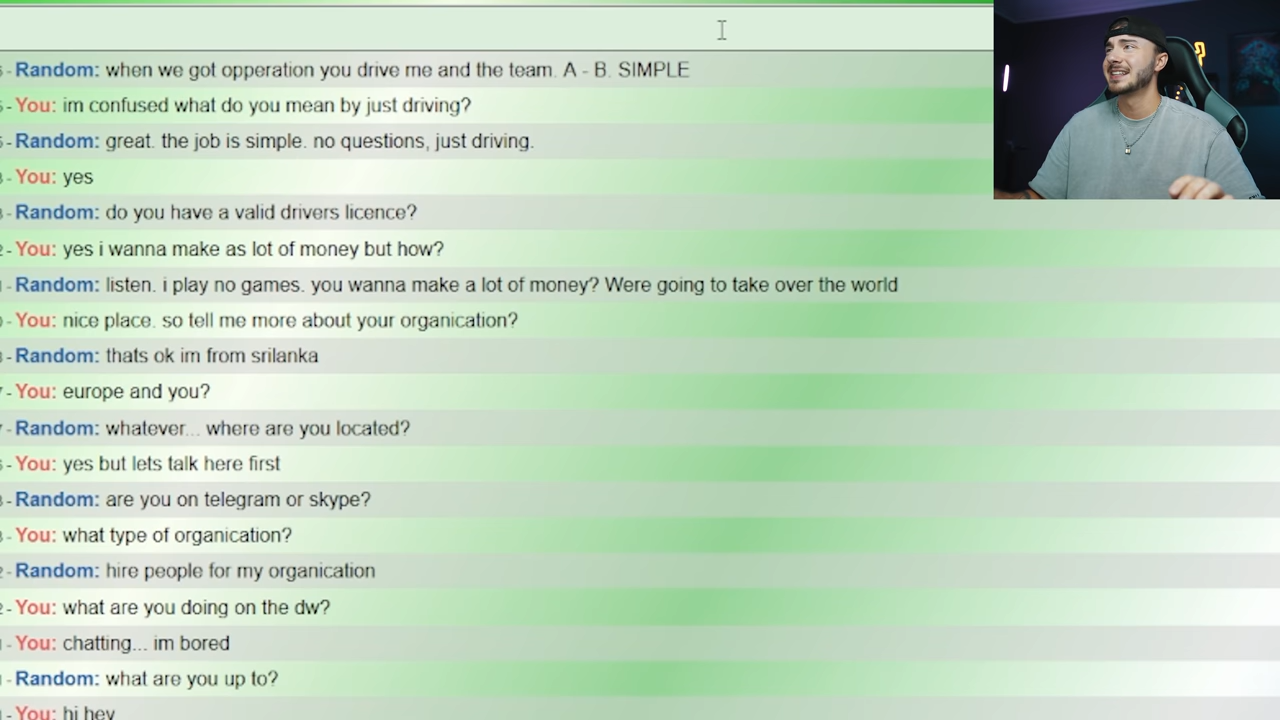 Random: when we got opperation you drive me and the team. A - B. SIMPLE
You: im confused what do you mean by just driving?
Random: great. the job is simple. no questions, just driving.
You: yes
Random: do you have a valid drivers licence?
You: yes i wanna make as lot of money but how?
Random: listen. i play no games. you wanna make a lot of money? Were going to take over the world
You: nice place. so tell me more about your organication?
Random: thats ok im from srilanka
You: europe and you?
Random: whatever... where are you located?
You: yes but lets talk here first
Random: are you on telegram or skype?
You: what type of organication?
Random: hire people for my organication
You: what are you doing on the dw?
You: chatting... im bored
Random: what are you up to?
You: hi hey